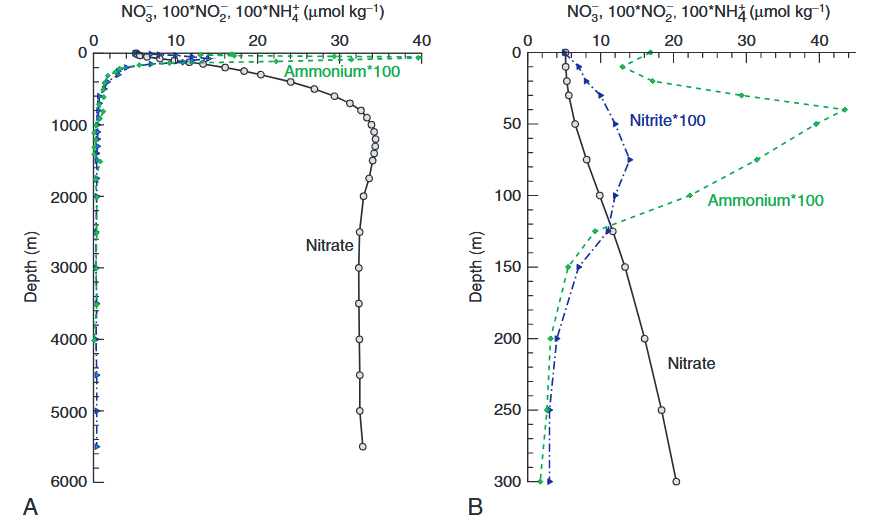 NO₃⁻, 100*NO₂⁻, 100*NH₄⁺ (μmol kg⁻¹)
0 10 20 30 40
0
1000
2000
3000
4000
5000
6000
Depth (m)
Ammonium*100
Nitrate
A
NO₃⁻, 100*NO₂⁻, 100*NH₄⁺ (μmol kg⁻¹)
0 10 20 30 40
0
50
100
150
200
250
300
Depth (m)
Nitrite*100
Ammonium*100
Nitrate
B